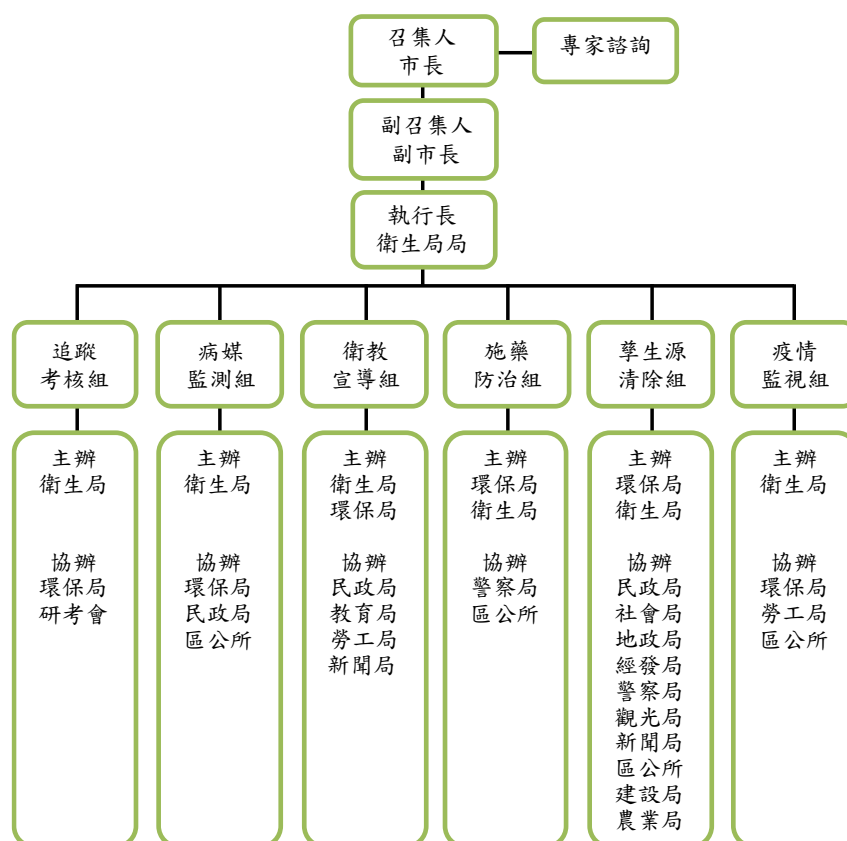 召集人
市長
專家諮詢
副召集人
副市長
執行長
衛生局局
追蹤
考核組
病媒
監測組
衛教
宣導組
施藥
防治組
孳生源
清除組
疫情
監視組
主辦
衛生局
協辦
環保局
研考會
主辦
衛生局
協辦
環保局
民政局
區公所
主辦
衛生局
環保局
協辦
民政局
教育局
勞工局
新聞局
主辦
環保局
衛生局
協辦
警察局
區公所
主辦
環保局
衛生局
協辦
民政局
社會局
地政局
經發局
警察局
觀光局
新聞局
區公所
建設局
農業局
主辦
衛生局
協辦
環保局
勞工局
區公所